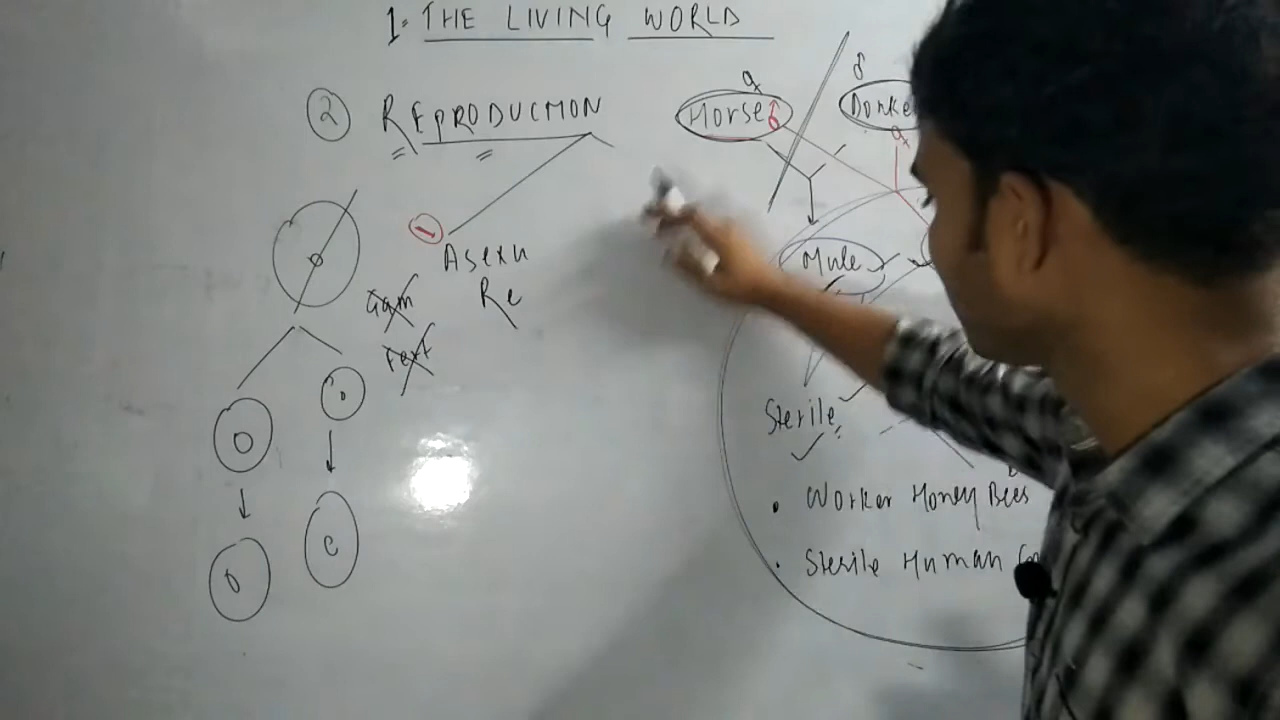 1. THE LIVING WORLD
② REPRODUCTION
♀
Horse ♂
♂
Donke
♀
① Asexu
Re
Gam
Fert
Mule
Sterile
• Worker Honey Bees
• Sterile Human